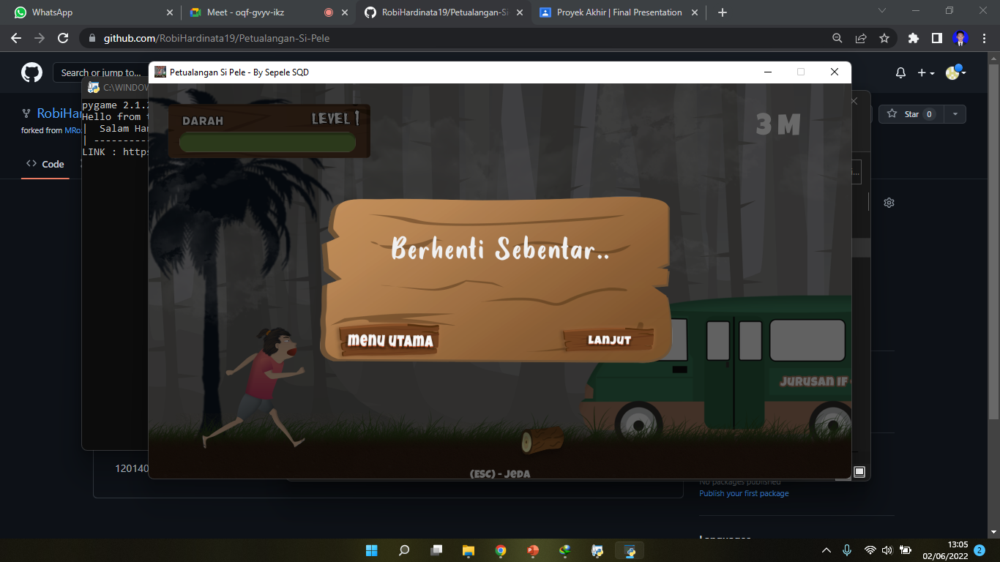 WhatsApp
Meet - oqf-gvyv-ikz
RobiHardinata19/Petualangan-Si
Proyek Akhir | Final Presentation
github.com/RobiHardinata19/Petualangan-Si-Pele
Search or jump to...
Petualangan Si Pele - By Sepele SQD
C:\WINDOW
pygame 2.1.2
Hello from t
| Salam Har
| ----------
LINK : https
RobiHar
forked from MRo
Star 0
Code
DARAH
LEVEL 1
3 M
Berhenti Sebentar..
MENU UTAMA
LANJUT
JURUSAN IF
(ESC) - JEDA
120140
No packages published
Publish your first package
Languages
13:05
02/06/2022
2